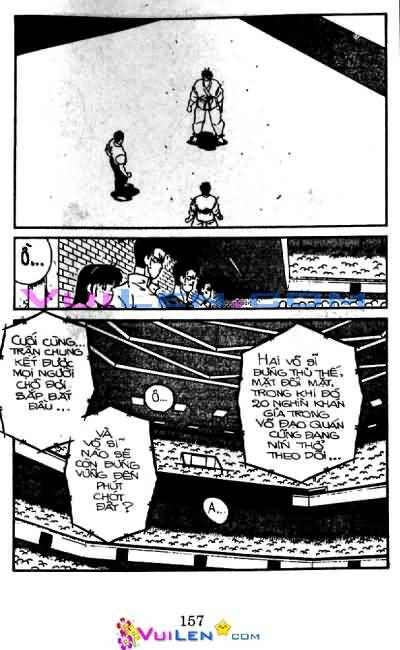 Ồ...
VUILEN.COM
CUỐI CÙNG...
TRẬN CHUNG
KẾT ĐƯỢC
MỌI NGƯỜI
CHỜ ĐỢI
SẮP BẮT
ĐẦU...
HAI VÕ SĨ
ĐỨNG THỦ THẾ,
MẶT ĐỐI MẶT,
TRONG KHI ĐÓ
20 NGHÌN KHÁN
GIẢ TRONG
VÕ ĐẠO QUÁN
CŨNG ĐANG
NÍN THỞ
THEO DÕI...
Ồ...
VÀ
VÕ SĨ
NÀO SẼ
CÒN ĐỨNG
VỮNG ĐẾN
PHÚT
CHÓT
ĐÂY?
À...
157
VUILEN.COM